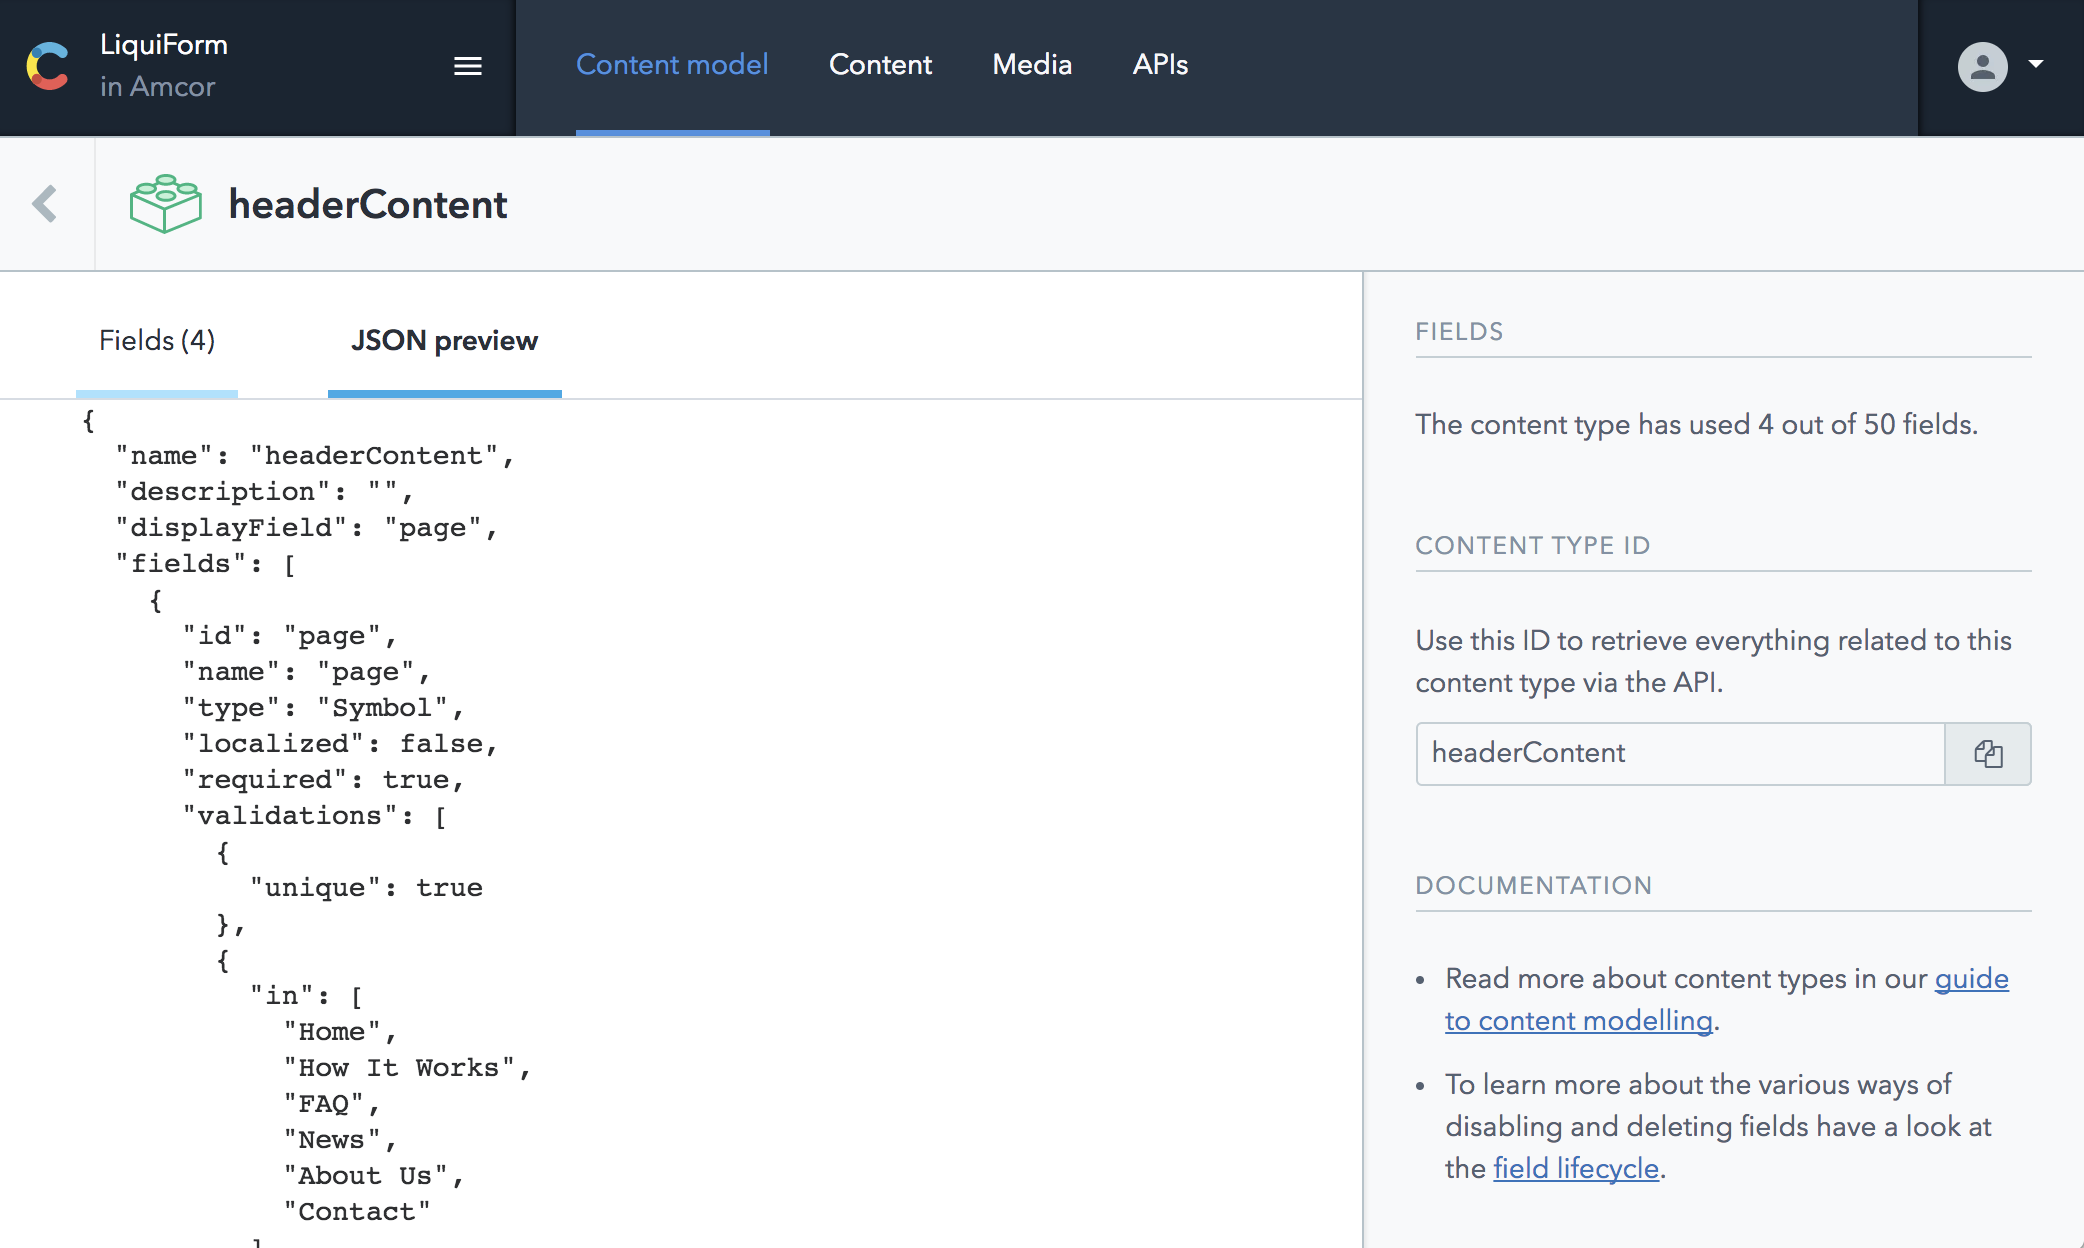 LiquiForm
in Amcor
Content model
Content
Media
APIs
headerContent
Fields (4)
JSON preview
{
"name": "headerContent",
"description": "",
"displayField": "page",
"fields": [
{
"id": "page",
"name": "page",
"type": "Symbol",
"localized": false,
"required": true,
"validations": [
{
"unique": true
},
{
"in": [
"Home",
"How It Works",
"FAQ",
"News",
"About Us",
"Contact"
]
FIELDS
The content type has used 4 out of 50 fields.
CONTENT TYPE ID
Use this ID to retrieve everything related to this
content type via the API.
headerContent
DOCUMENTATION
• Read more about content types in our guide
to content modelling.
• To learn more about the various ways of
disabling and deleting fields have a look at
the field lifecycle.